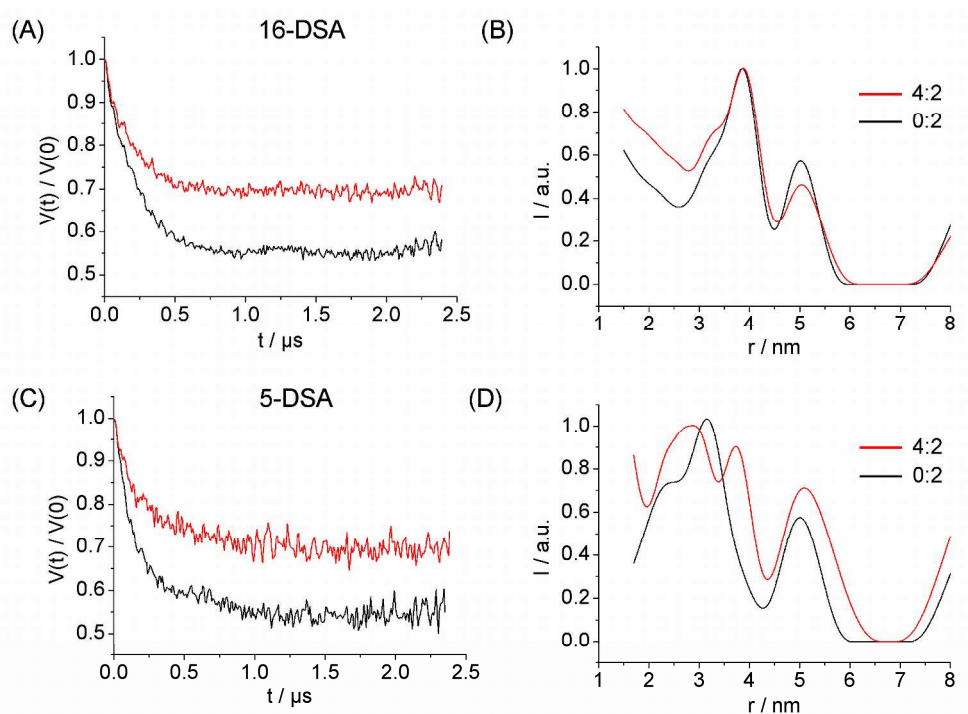 (A)
16-DSA
V(t) / V(0)
1.0
0.9
0.8
0.7
0.6
0.5
0.0 0.5 1.0 1.5 2.0 2.5
t / µs
(B)
4:2
0:2
I / a.u.
1.0
0.8
0.6
0.4
0.2
0.0
1 2 3 4 5 6 7 8
r / nm
(C)
5-DSA
V(t) / V(0)
1.0
0.9
0.8
0.7
0.6
0.5
0.0 0.5 1.0 1.5 2.0 2.5
t / µs
(D)
4:2
0:2
I / a.u.
1.0
0.8
0.6
0.4
0.2
0.0
1 2 3 4 5 6 7 8
r / nm